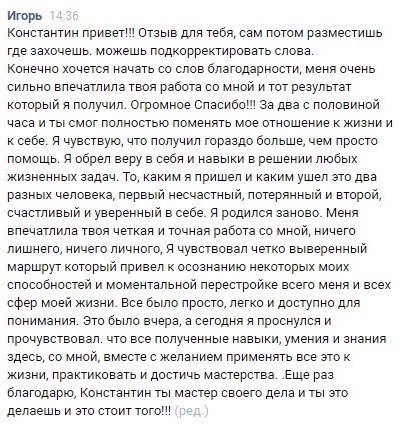 Игорь 14:36
Константин привет!!! Отзыв для тебя, сам потом разместишь
где захочешь. можешь подкорректировать слова.
Конечно хочется начать со слов благодарности, меня очень
сильно впечатлила твоя работа со мной и тот результат
который я получил. Огромное Спасибо!!! За два с половиной
часа и ты смог полностью поменять мое отношение к жизни и
к себе. Я чувствую, что получил гораздо больше, чем просто
помощь. Я обрел веру в себя и навыки в решении любых
жизненных задач. То, каким я пришел и каким ушел это два
разных человека, первый несчастный, потерянный и второй,
счастливый и уверенный в себе. Я родился заново. Меня
впечатлила твоя четкая и точная работа со мной, ничего
лишнего, ничего личного, Я чувствовал четко выверенный
маршрут который привел к осознанию некоторых моих
способностей и моментальной перестройке всего меня и всех
сфер моей жизни. Все было просто, легко и доступно для
понимания. Это было вчера, а сегодня я проснулся и
прочувствовал. что все полученные навыки, умения и знания
здесь, со мной, вместе с желанием применять все это к
жизни, практиковать и достичь мастерства. .Еще раз
благодарю, Константин ты мастер своего дела и ты это
делаешь и это стоит того!!! (ред.)